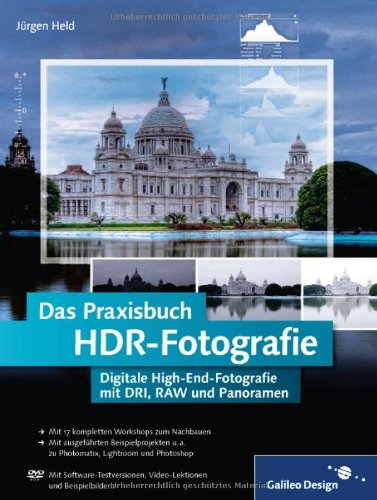 Jürgen Held
Urheberrechtlich geschütztes Material
Das Praxisbuch
HDR-Fotografie
Digitale High-End-Fotografie
mit DRI, RAW und Panoramen
Mit 17 kompletten Workshops zum Nachbauen
Mit ausgeführten Beispielprojekten u. a.
zu Photomatix, Lightroom und Photoshop
DVD
Mit Software-Testversionen, Video-Lektionen
und Beispielbildern
Urheberrechtlich geschütztes Material
Galileo Design